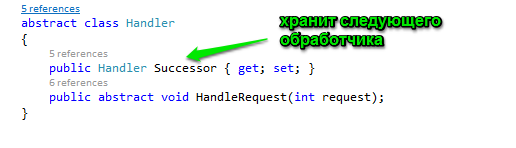 5 references
abstract class Handler
{
5 references
public Handler Successor { get; set; }
6 references
public abstract void HandleRequest(int request);
}
хранит следующего
обработчика